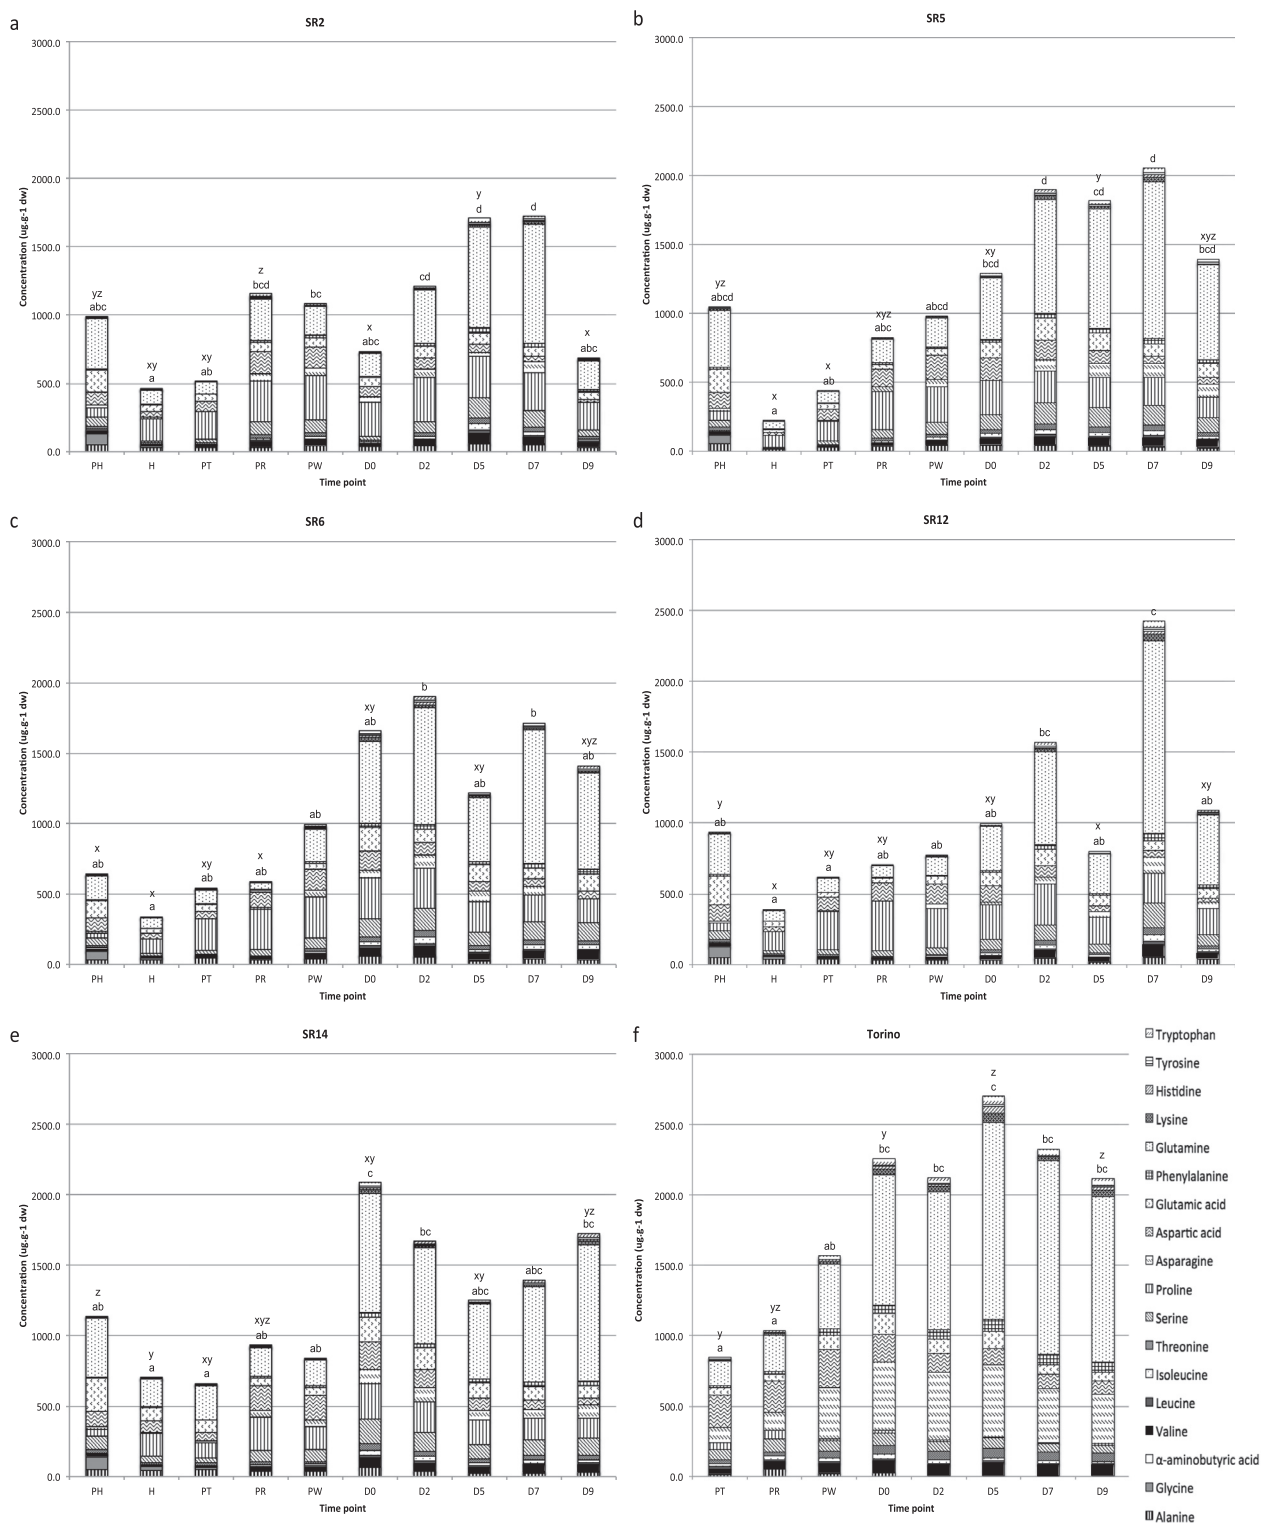 a
SR2
3000.0
2500.0
2000.0
1500.0
1000.0
500.0
0.0
Concentration (ug.g-1 dw)
yz
abc
xy
a
xy
ab
z
bcd
bc
x
abc
cd
y
d
d
x
abc
PH H PT PR PW D0 D2 D5 D7 D9
Time point
b
SR5
3000.0
2500.0
2000.0
1500.0
1000.0
500.0
0.0
Concentration (ug.g-1 dw)
yz
abcd
x
a
x
ab
xyz
abc
abcd
xy
bcd
d
y
cd
d
xyz
bcd
PH H PT PR PW D0 D2 D5 D7 D9
Time point
c
SR6
3000.0
2500.0
2000.0
1500.0
1000.0
500.0
0.0
Concentration (ug.g-1 dw)
x
ab
x
a
xy
ab
x
ab
ab
xy
ab
b
xy
ab
b
xyz
ab
PH H PT PR PW D0 D2 D5 D7 D9
Time point
d
SR12
3000.0
2500.0
2000.0
1500.0
1000.0
500.0
0.0
Concentration (ug.g-1 dw)
y
ab
x
a
xy
a
xyz
ab
ab
xy
ab
bc
x
ab
c
xy
ab
PH H PT PR PW D0 D2 D5 D7 D9
Time point
e
SR14
3000.0
2500.0
2000.0
1500.0
1000.0
500.0
0.0
Concentration (ug.g-1 dw)
z
ab
y
a
xy
a
xyz
ab
ab
xy
c
bc
xy
abc
abc
yz
bc
PH H PT PR PW D0 D2 D5 D7 D9
Time point
f
Torino
3000.0
2500.0
2000.0
1500.0
1000.0
500.0
0.0
Concentration (ug.g-1 dw)
y
a
yz
a
ab
y
bc
bc
z
c
bc
z
bc
PT PR PW D0 D2 D5 D7 D9
Time point
Tryptophan
Tyrosine
Histidine
Lysine
Glutamine
Phenylalanine
Glutamic acid
Aspartic acid
Asparagine
Proline
Serine
Threonine
Isoleucine
Leucine
Valine
α-aminobutyric acid
Glycine
Alanine